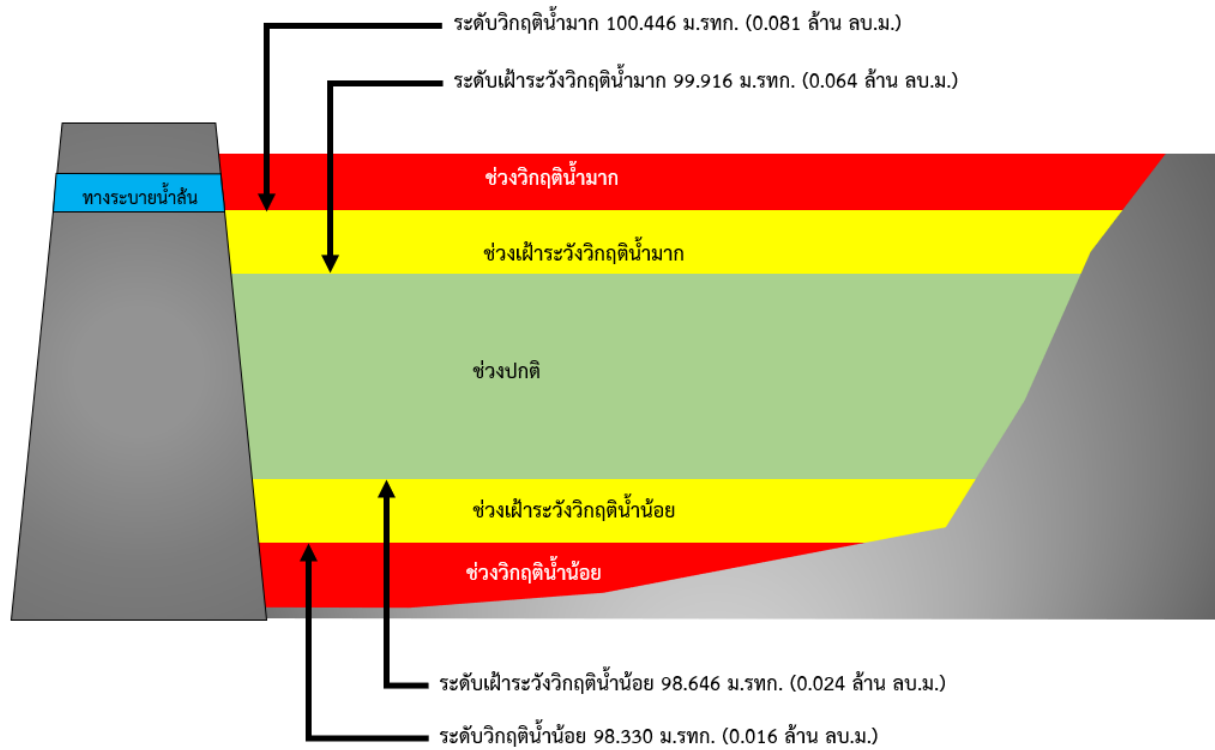 ระดับวิกฤติน้ำมาก 100.446 ม.รทก. (0.081 ล้าน ลบ.ม.)
ระดับเฝ้าระวังวิกฤติน้ำมาก 99.916 ม.รทก. (0.064 ล้าน ลบ.ม.)
ช่วงวิกฤติน้ำมาก
ทางระบายน้ำล้น
ช่วงเฝ้าระวังวิกฤติน้ำมาก
ช่วงปกติ
ช่วงเฝ้าระวังวิกฤติน้ำน้อย
ช่วงวิกฤติน้ำน้อย
ระดับเฝ้าระวังวิกฤติน้ำน้อย 98.646 ม.รทก. (0.024 ล้าน ลบ.ม.)
ระดับวิกฤติน้ำน้อย 98.330 ม.รทก. (0.016 ล้าน ลบ.ม.)